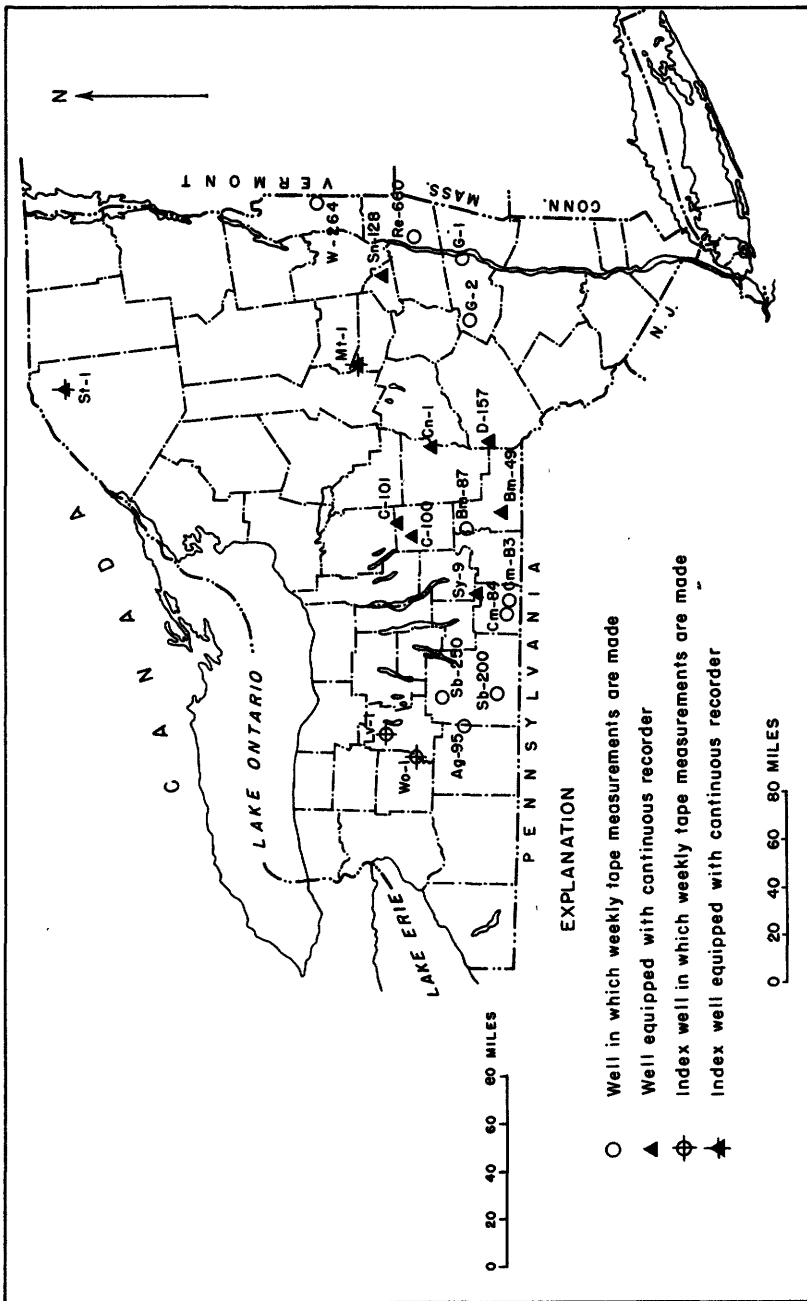 N
CANADA
LAKE ONTARIO
LAKE ERIE
VERMONT
MASS.
CONN.
N. J.
PENNSYLVANIA
St-1
Mt-1
W-264
Sn-128
Re-660
G-1
G-2
Cn-1
D-157
C-101
C-100
Bm-87
Bm-49
Sy-9
Cm-84
Cm-83
Sb-250
Sb-200
Lv-1
Wo-1
Ag-95
EXPLANATION
Well in which weekly tape measurements are made
Well equipped with continuous recorder
Index well in which weekly tape measurements are made
Index well equipped with continuous recorder
0 20 40 60 80 MILES
0 20 40 60 80 MILES